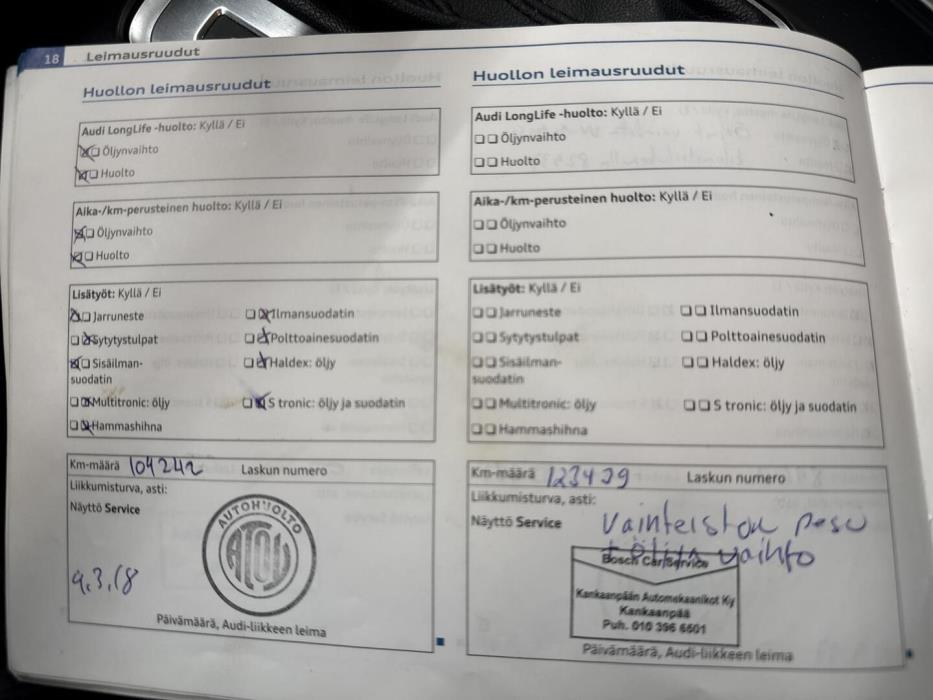 18 Leimausruudut
Huollon leimausruudut
Audi LongLife -huolto: Kyllä / Ei
Öljynvaihto
Huolto
Aika-/km-perusteinen huolto: Kyllä / Ei
Öljynvaihto
Huolto
Lisätyöt: Kyllä / Ei
Jarruneste
Ilmansuodatin
Sytytystulpat
Polttoainesuodatin
Sisäilman-
suodatin
Haldex: öljy
Multitronic: öljy
S tronic: öljy ja suodatin
Hammashihna
Km-määrä 104242 Laskun numero
Liikkumisturva, asti:
Näyttö Service
AUTOHUOLTO
9.3.18
Päivämäärä, Audi-liikkeen leima
Huollon leimausruudut
Audi LongLife -huolto: Kyllä / Ei
Öljynvaihto
Huolto
Aika-/km-perusteinen huolto: Kyllä / Ei
Öljynvaihto
Huolto
Lisätyöt: Kyllä / Ei
Jarruneste
Ilmansuodatin
Sytytystulpat
Polttoainesuodatin
Sisäilman-
suodatin
Haldex: öljy
Multitronic: öljy
S tronic: öljy ja suodatin
Hammashihna
Km-määrä 123439 Laskun numero
Liikkumisturva, asti:
Näyttö Service
Vainteiston pesu
vaihto
Bosch Car Service
Kankaanpään Automekaanikot Ky
Kankaanpää
Puh. 010 396 6601
Päivämäärä, Audi-liikkeen leima